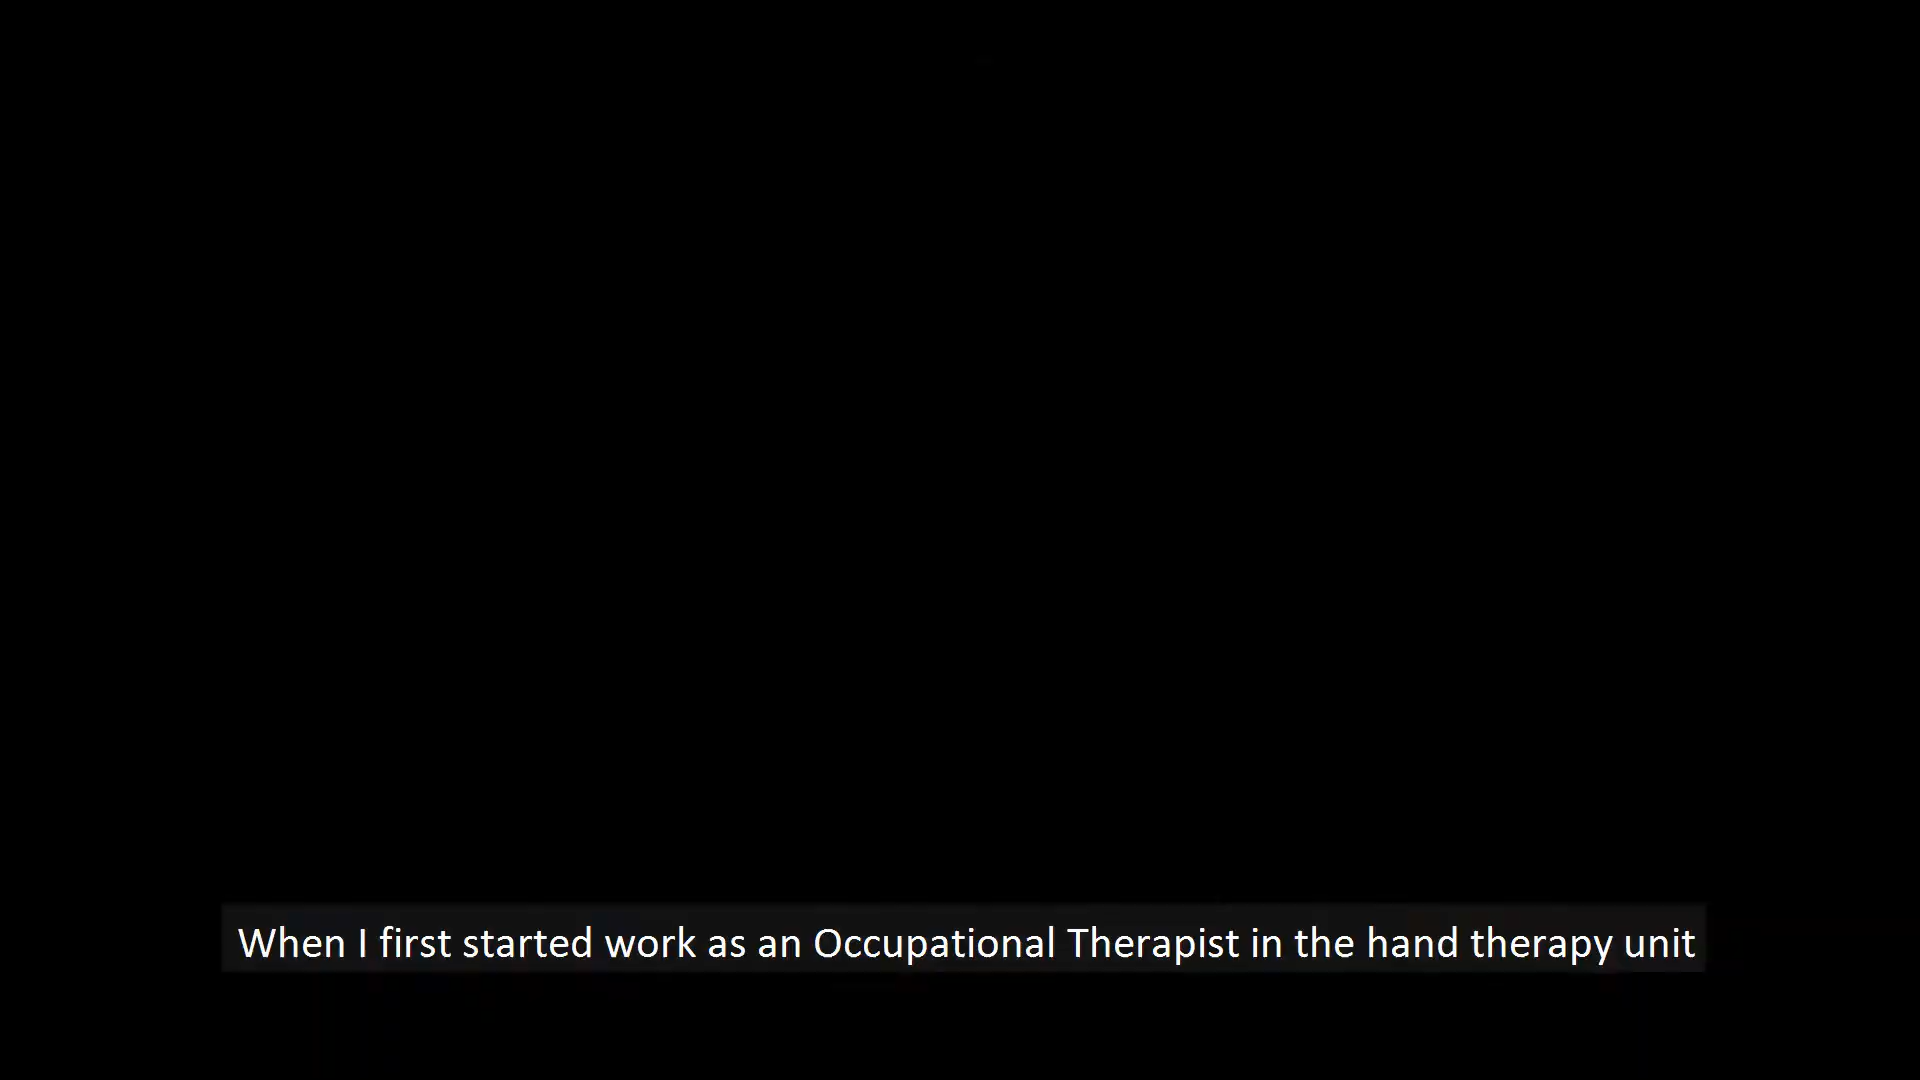 When I first started work as an Occupational Therapist in the hand therapy unit